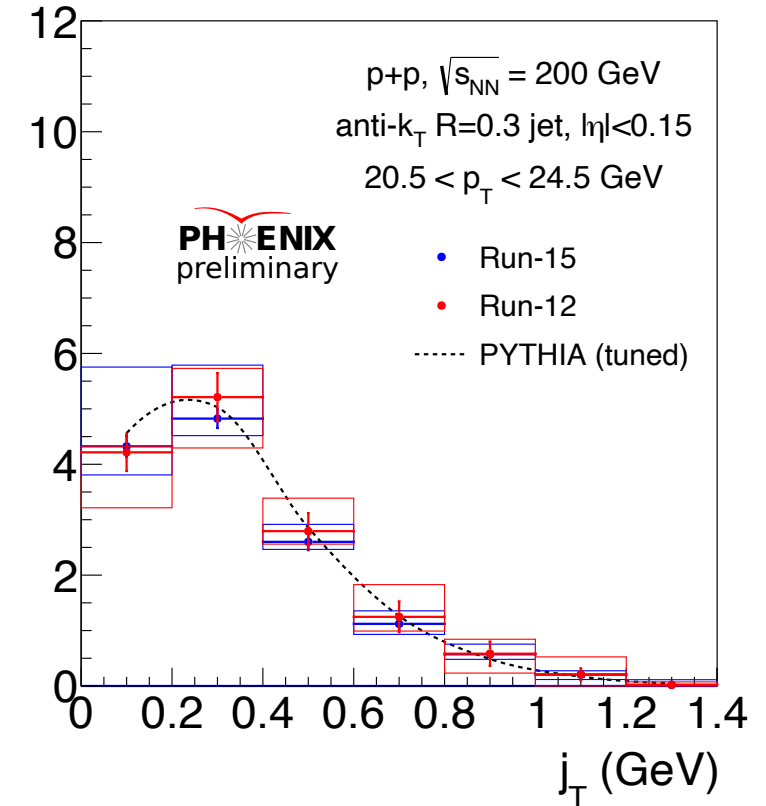 12
10
8
6
4
2
0
p+p, √s_NN = 200 GeV
anti-k_T R=0.3 jet, |η|<0.15
20.5 < p_T < 24.5 GeV
PHENIX
preliminary
Run-15
Run-12
PYTHIA (tuned)
0 0.2 0.4 0.6 0.8 1 1.2 1.4
j_T (GeV)